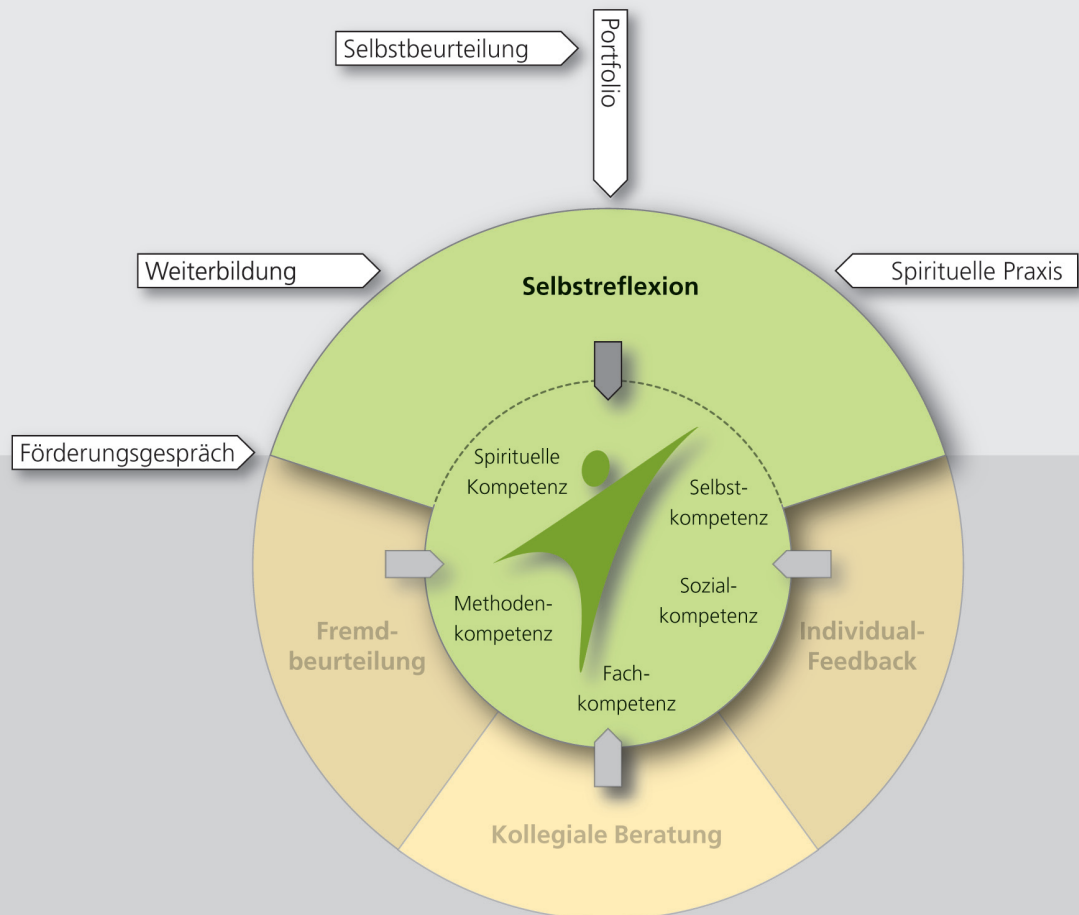 Selbstbeurteilung
Portfolio
Weiterbildung
Selbstreflexion
Spirituelle Praxis
Förderungsgespräch
Spirituelle
Kompetenz
Selbst-
kompetenz
Methoden-
kompetenz
Sozial-
kompetenz
Fach-
kompetenz
Fremd-
beurteilung
Individual-
Feedback
Kollegiale Beratung